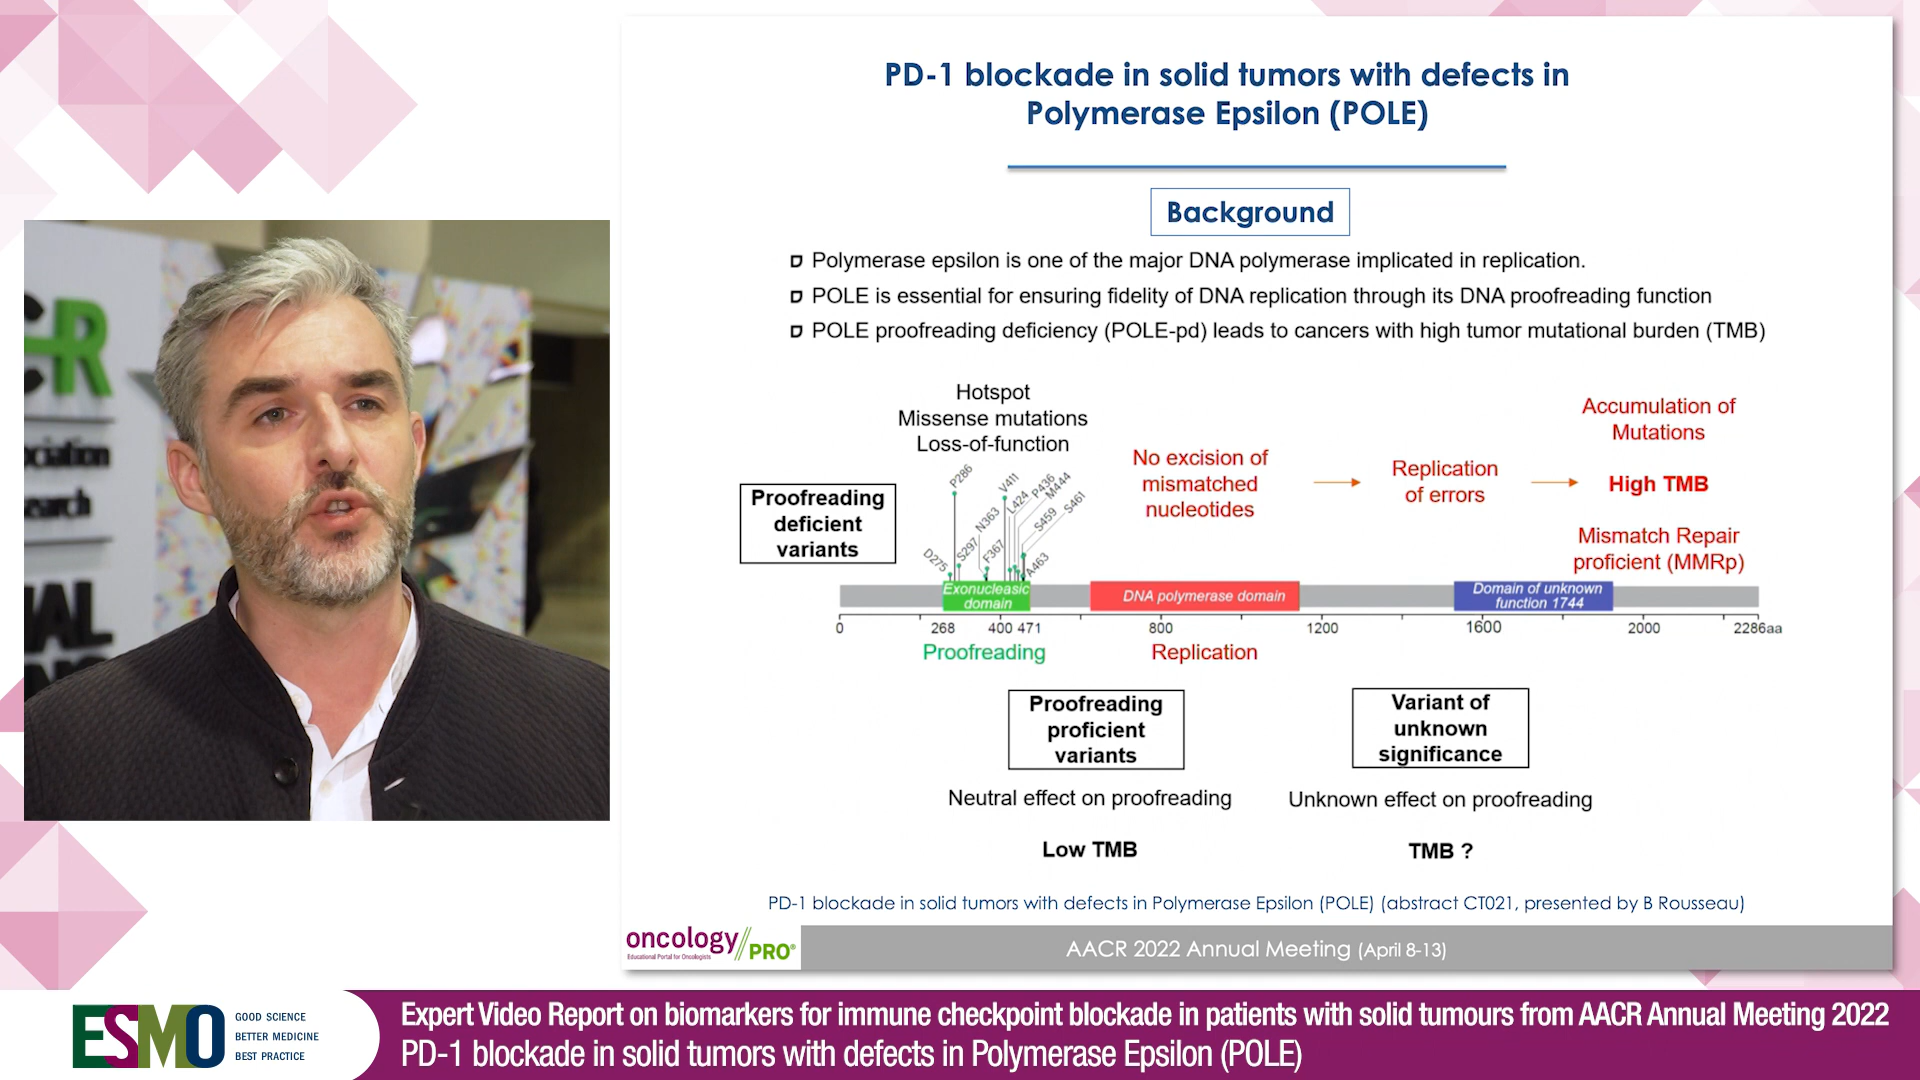 PD-1 blockade in solid tumors with defects in
Polymerase Epsilon (POLE)
Background
Polymerase epsilon is one of the major DNA polymerase implicated in replication.
POLE is essential for ensuring fidelity of DNA replication through its DNA proofreading function
POLE proofreading deficiency (POLE-pd) leads to cancers with high tumor mutational burden (TMB)
Hotspot
Missense mutations
Loss-of-function
Proofreading
deficient
variants
D275
P286
S297
N363
F367
V411
L424
P436
M444
S459
S461
A463
No excision of
mismatched
nucleotides
Replication
of errors
Accumulation of
Mutations
High TMB
Mismatch Repair
proficient (MMRp)
Exonucleasic
domain
DNA polymerase domain
Domain of unknown
function 1744
0 268 400 471 800 1200 1600 2000 2286aa
Proofreading
Replication
Proofreading
proficient
variants
Neutral effect on proofreading
Low TMB
Variant of
unknown
significance
Unknown effect on proofreading
TMB ?
PD-1 blockade in solid tumors with defects in Polymerase Epsilon (POLE) (abstract CT021, presented by B Rousseau)
oncology//PRO®
Educational Portal for Oncologists
AACR 2022 Annual Meeting (April 8-13)
CR
ciation
search
ESMO
GOOD SCIENCE
BETTER MEDICINE
BEST PRACTICE
Expert Video Report on biomarkers for immune checkpoint blockade in patients with solid tumours from AACR Annual Meeting 2022
PD-1 blockade in solid tumors with defects in Polymerase Epsilon (POLE)